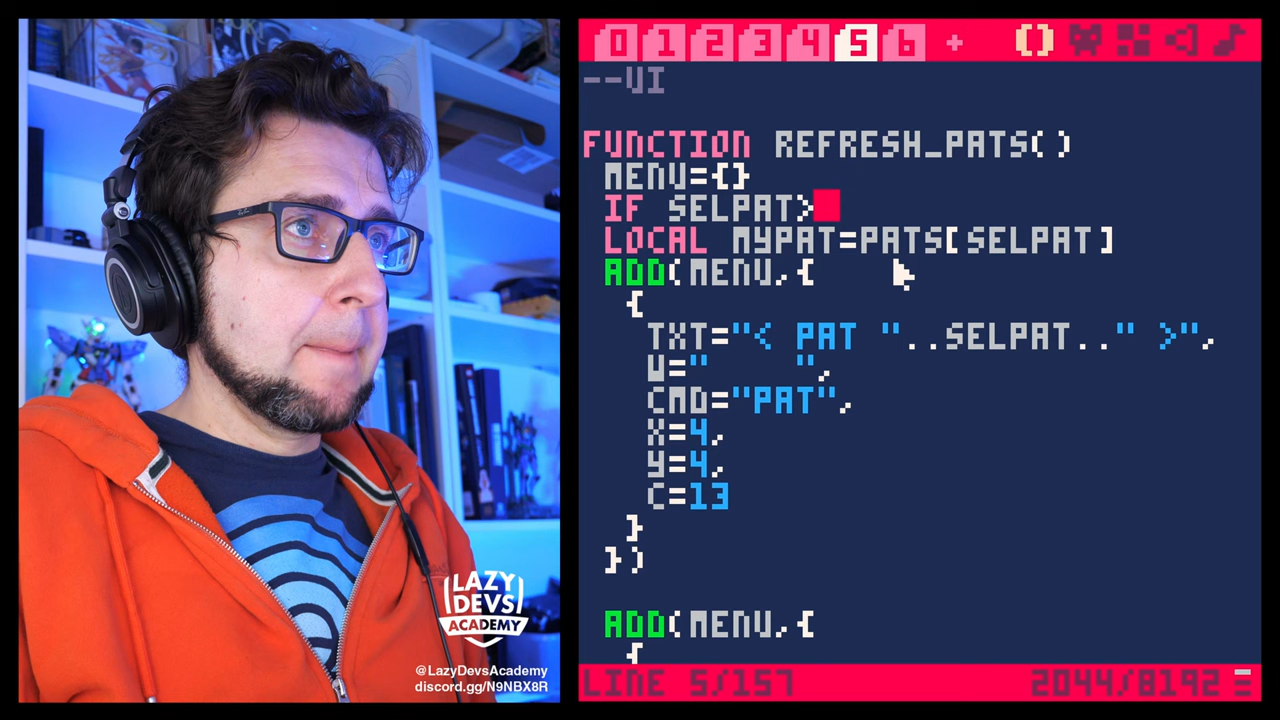 LAZY
DEVS
ACADEMY
@LazyDevsAcademy
discord.gg/N9NBX8R
0 1 2 3 4 5 6 + ()
--UI
FUNCTION REFRESH_PATS()
MENU={}
IF SELPAT>
LOCAL MYPAT=PATS[SELPAT]
ADD(MENU,{
{
TXT="< PAT "..SELPAT.." >",
W="     ",
CMD="PAT",
X=4,
Y=4,
C=13
}
})
ADD(MENU,{
{
LINE 5/157
2044/8192